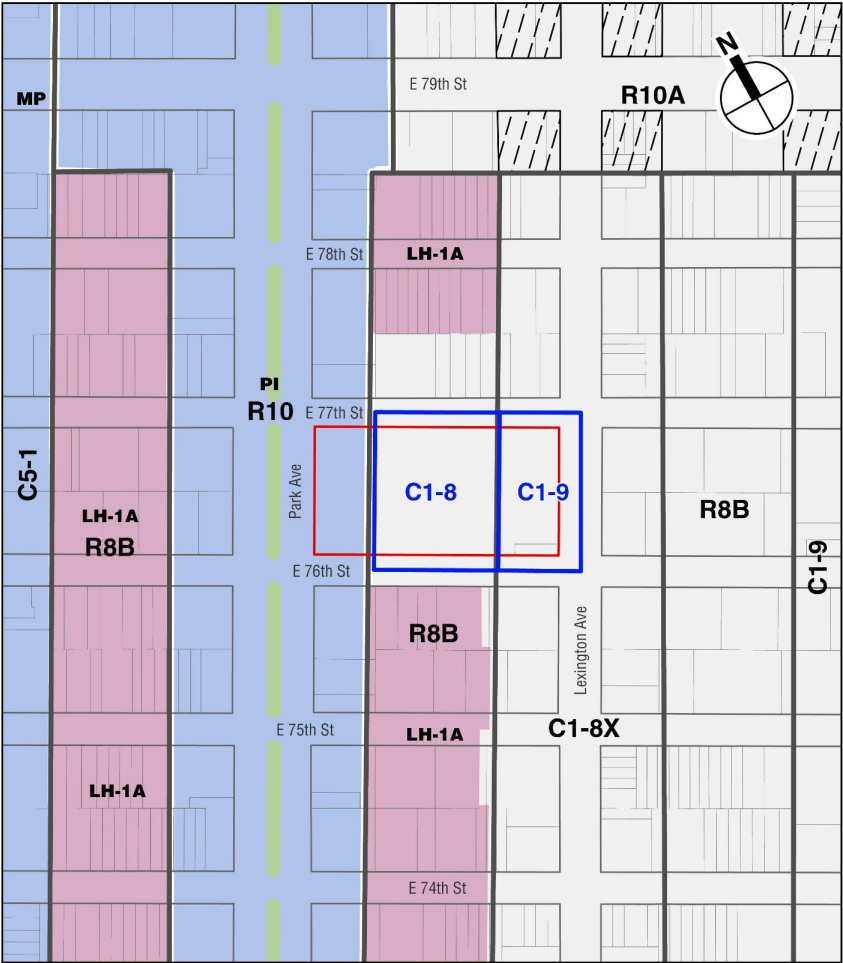 N
E 79th St
MP
R10A
E 78th St
LH-1A
PI
R10
E 77th St
C5-1
Park Ave
C1-8
C1-9
LH-1A
R8B
R8B
E 76th St
C1-9
R8B
Lexington Ave
E 75th St
LH-1A
C1-8X
LH-1A
E 74th St